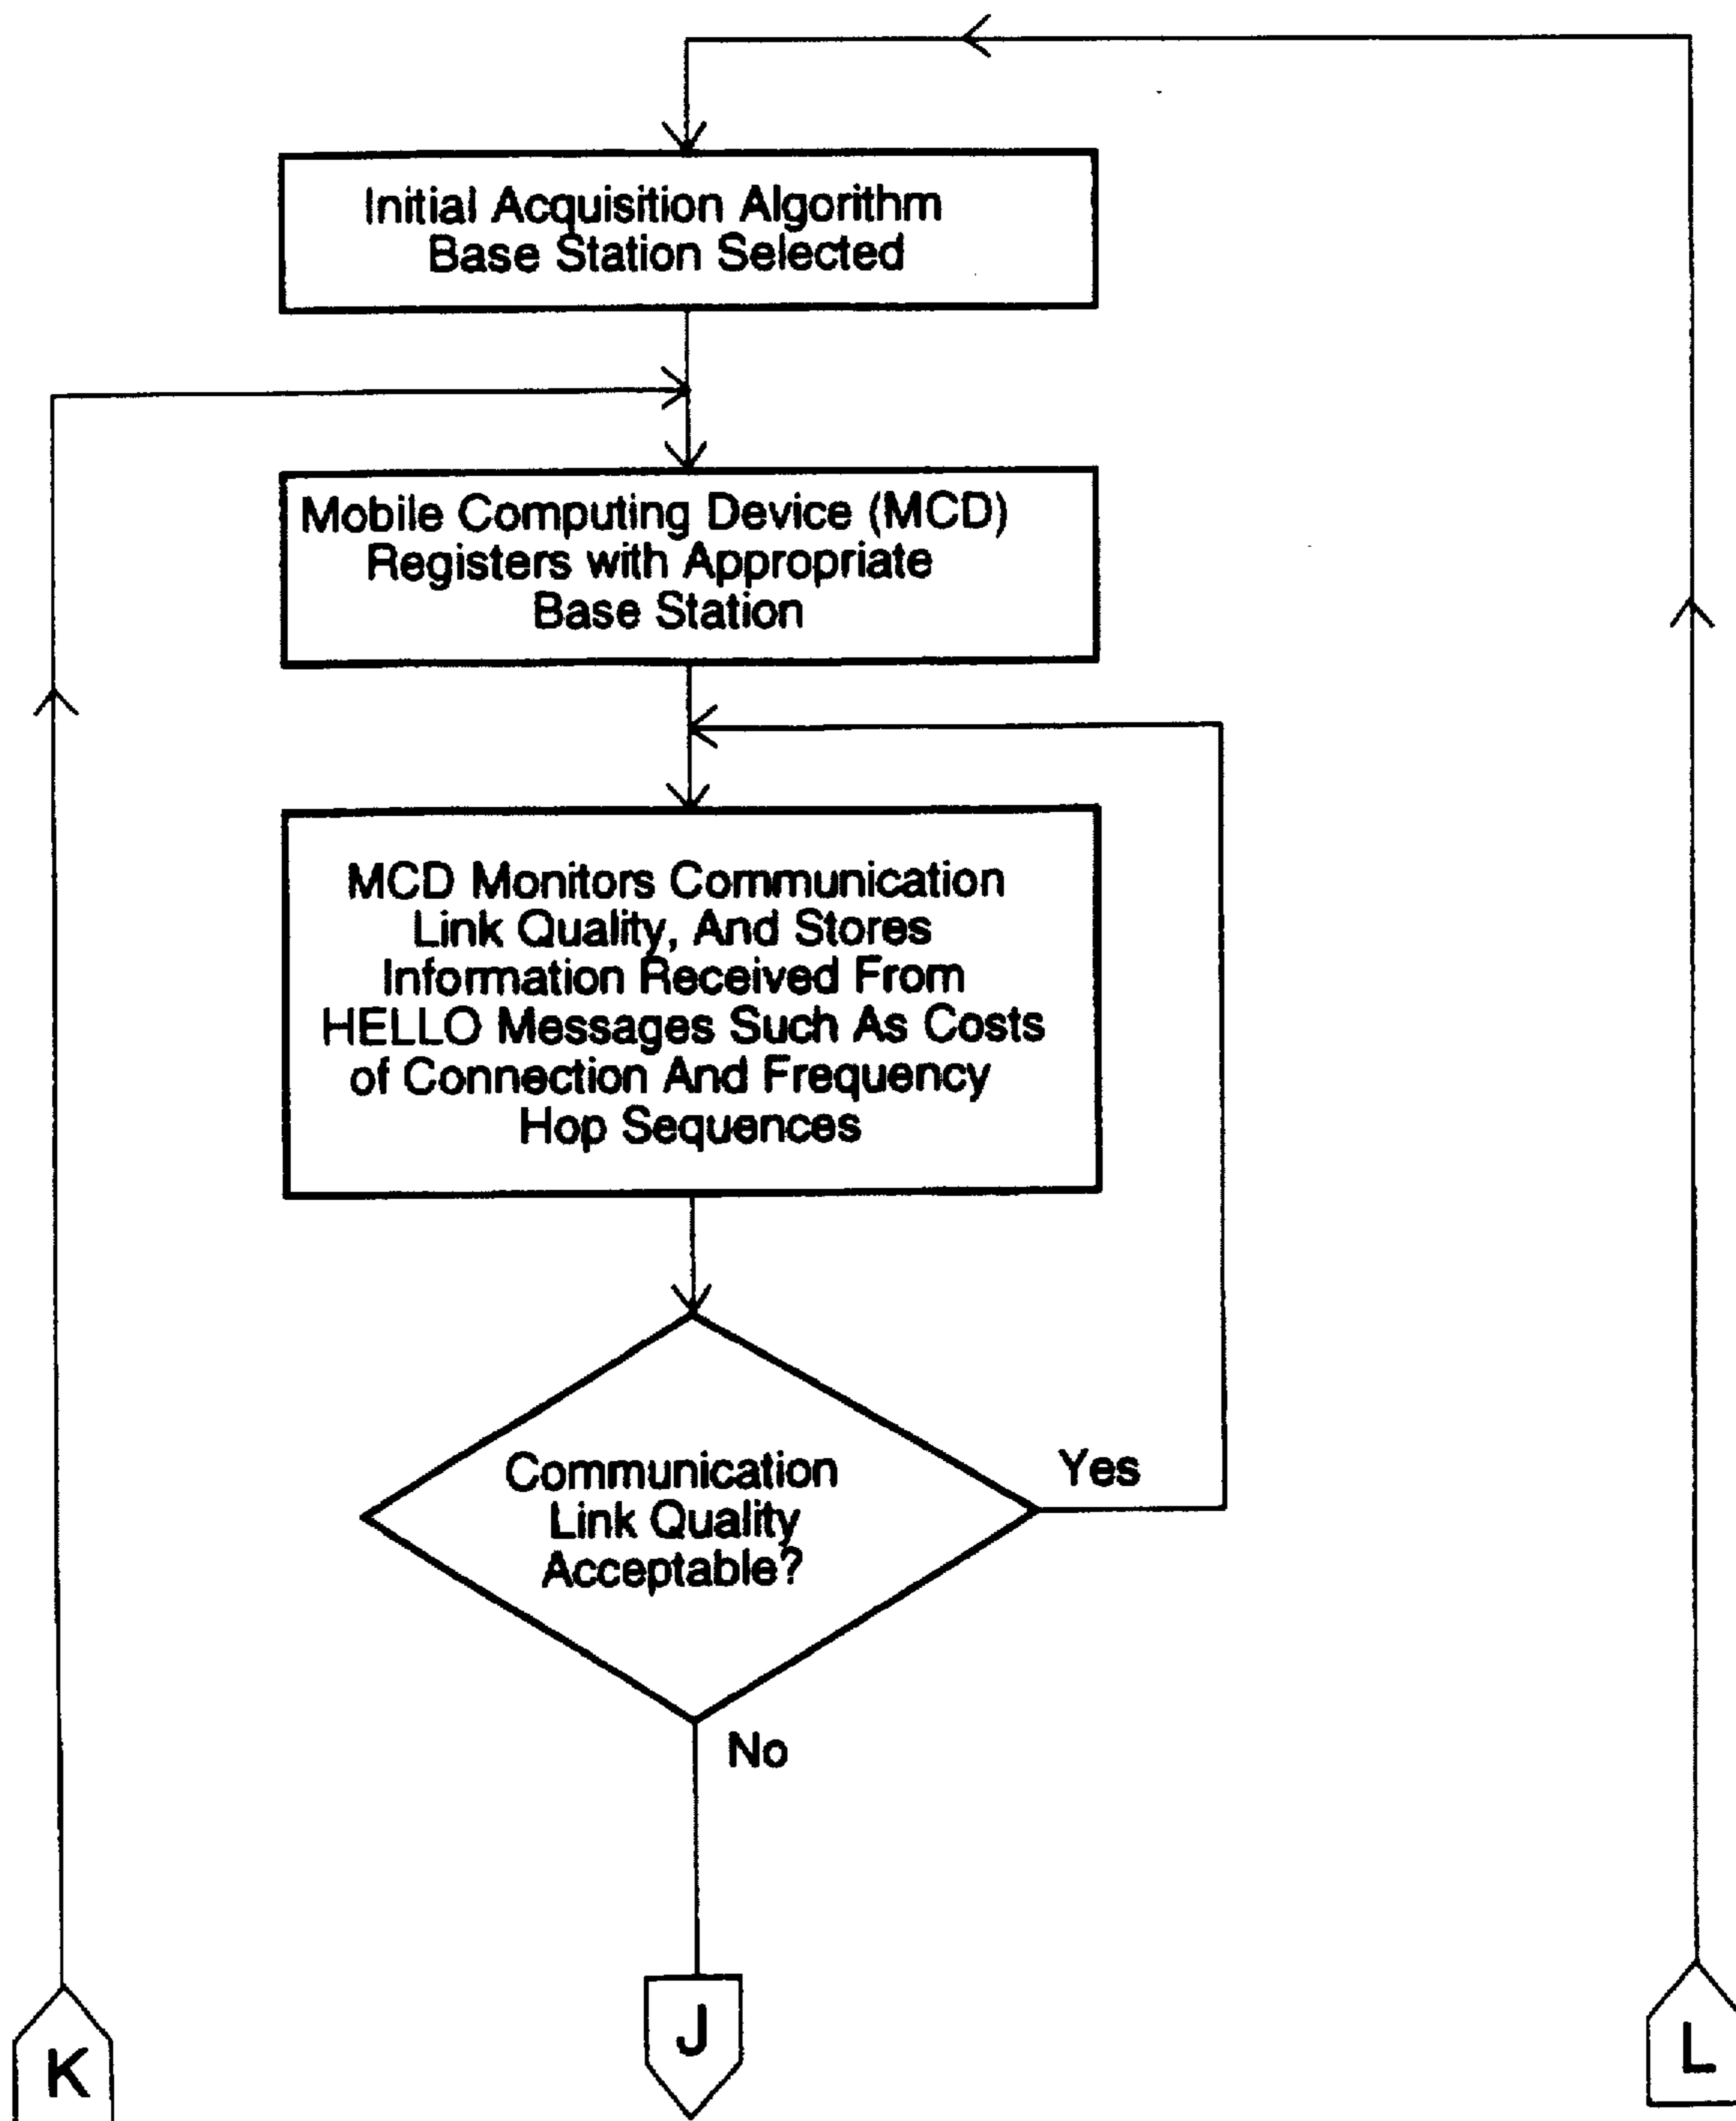 Initial Acquisition Algorithm
Base Station Selected
Mobile Computing Device (MCD)
Registers with Appropriate
Base Station
MCD Monitors Communication
Link Quality, And Stores
Information Received From
HELLO Messages Such As Costs
of Connection And Frequency
Hop Sequences
Communication
Link Quality
Acceptable?
Yes
No
K
J
L